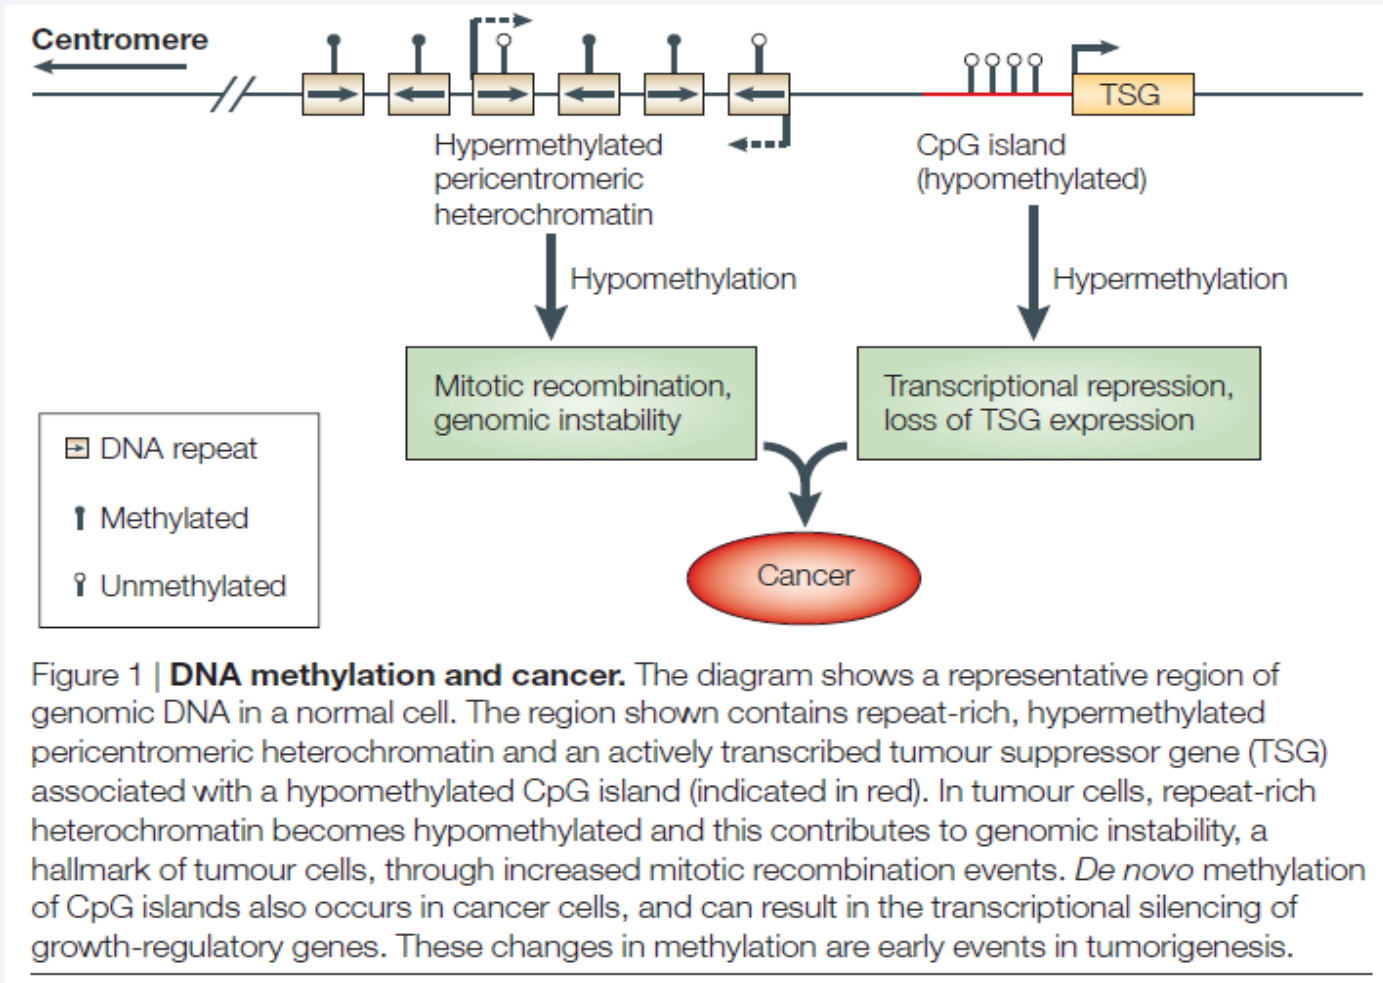 Centromere
TSG
Hypermethylated
pericentromeric
heterochromatin
CpG island
(hypomethylated)
Hypomethylation
Hypermethylation
Mitotic recombination,
genomic instability
Transcriptional repression,
loss of TSG expression
DNA repeat
Methylated
Unmethylated
Cancer
Figure 1 | DNA methylation and cancer. The diagram shows a representative region of
genomic DNA in a normal cell. The region shown contains repeat-rich, hypermethylated
pericentromeric heterochromatin and an actively transcribed tumour suppressor gene (TSG)
associated with a hypomethylated CpG island (indicated in red). In tumour cells, repeat-rich
heterochromatin becomes hypomethylated and this contributes to genomic instability, a
hallmark of tumour cells, through increased mitotic recombination events. De novo methylation
of CpG islands also occurs in cancer cells, and can result in the transcriptional silencing of
growth-regulatory genes. These changes in methylation are early events in tumorigenesis.